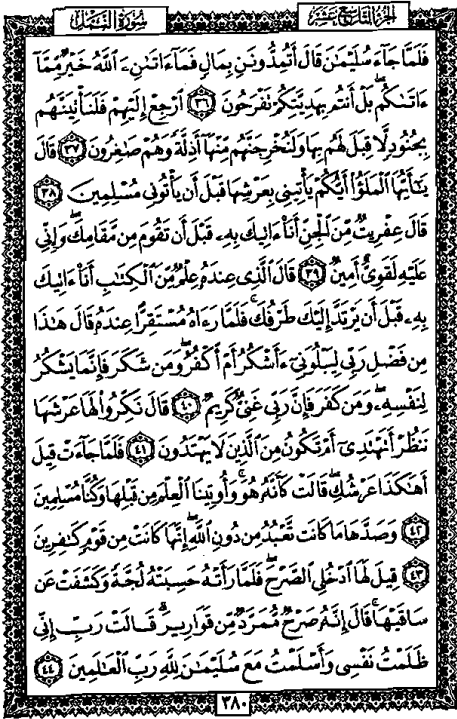 الجزء التاسع عشر
سورة النمل
فَلَمَّا جَآءَ سُلَيْمَٰنَ قَالَ أَتُمِدُّونَنِ بِمَالٍ فَمَآ ءَاتَىٰنِۦَ ٱللَّهُ خَيْرٌ مِّمَّآ
ءَاتَىٰكُم بَلْ أَنتُم بِهَدِيَّتِكُمْ تَفْرَحُونَ ٣٦ ٱرْجِعْ إِلَيْهِمْ فَلَنَأْتِيَنَّهُم
بِجُنُودٍ لَّا قِبَلَ لَهُم بِهَا وَلَنُخْرِجَنَّهُم مِّنْهَآ أَذِلَّةً وَهُمْ صَٰغِرُونَ ٣٧ قَالَ
يَٰٓأَيُّهَا ٱلْمَلَؤُا۟ أَيُّكُمْ يَأْتِينِى بِعَرْشِهَا قَبْلَ أَن يَأْتُونِى مُسْلِمِينَ ٣٨
قَالَ عِفْرِيتٌ مِّنَ ٱلْجِنِّ أَنَا۠ ءَاتِيكَ بِهِۦ قَبْلَ أَن تَقُومَ مِن مَّقَامِكَ ۖ وَإِنِّى
عَلَيْهِ لَقَوِىٌّ أَمِينٌ ٣٩ قَالَ ٱلَّذِى عِندَهُۥ عِلْمٌ مِّنَ ٱلْكِتَٰبِ أَنَا۠ ءَاتِيكَ
بِهِۦ قَبْلَ أَن يَرْتَدَّ إِلَيْكَ طَرْفُكَ ۚ فَلَمَّا رَءَاهُ مُسْتَقِرًّا عِندَهُۥ قَالَ هَٰذَا
مِن فَضْلِ رَبِّى لِيَبْلُوَنِىٓ ءَأَشْكُرُ أَمْ أَكْفُرُ ۖ وَمَن شَكَرَ فَإِنَّمَا يَشْكُرُ
لِنَفْسِهِۦ ۖ وَمَن كَفَرَ فَإِنَّ رَبِّى غَنِىٌّ كَرِيمٌ ٤٠ قَالَ نَكِّرُوا۟ لَهَا عَرْشَهَا
نَنظُرْ أَتَهْتَدِىٓ أَمْ تَكُونُ مِنَ ٱلَّذِينَ لَا يَهْتَدُونَ ٤١ فَلَمَّا جَآءَتْ قِيلَ
أَهَٰكَذَا عَرْشُكِ ۖ قَالَتْ كَأَنَّهُۥ هُوَ ۚ وَأُوتِينَا ٱلْعِلْمَ مِن قَبْلِهَا وَكُنَّا مُسْلِمِينَ
٤٢ وَصَدَّهَا مَا كَانَت تَّعْبُدُ مِن دُونِ ٱللَّهِ ۖ إِنَّهَا كَانَتْ مِن قَوْمٍ كَٰفِرِينَ
٤٣ قِيلَ لَهَا ٱدْخُلِى ٱلصَّرْحَ ۖ فَلَمَّا رَأَتْهُ حَسِبَتْهُ لُجَّةً وَكَشَفَتْ عَن
سَاقَيْهَا ۚ قَالَ إِنَّهُۥ صَرْحٌ مُّمَرَّدٌ مِّن قَوَارِيرَ ۗ قَالَتْ رَبِّ إِنِّى
ظَلَمْتُ نَفْسِى وَأَسْلَمْتُ مَعَ سُلَيْمَٰنَ لِلَّهِ رَبِّ ٱلْعَٰلَمِينَ ٤٤
٣٨٠